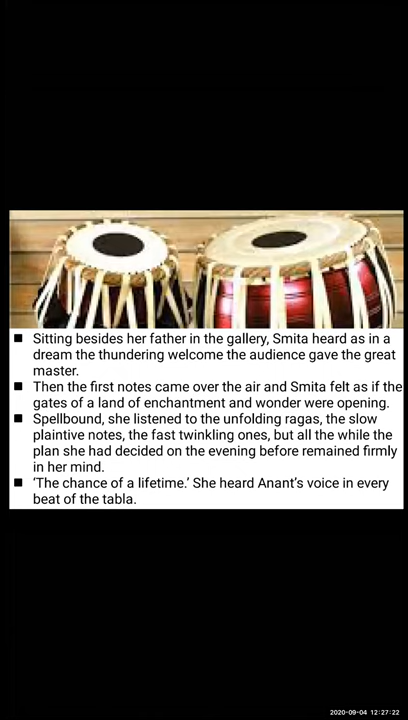 ■ Sitting besides her father in the gallery, Smita heard as in a
dream the thundering welcome the audience gave the great
master.
■ Then the first notes came over the air and Smita felt as if the
gates of a land of enchantment and wonder were opening.
■ Spellbound, she listened to the unfolding ragas, the slow
plaintive notes, the fast twinkling ones, but all the while the
plan she had decided on the evening before remained firmly
in her mind.
■ ‘The chance of a lifetime.’ She heard Anant’s voice in every
beat of the tabla.
2020-09-04 12:27:22